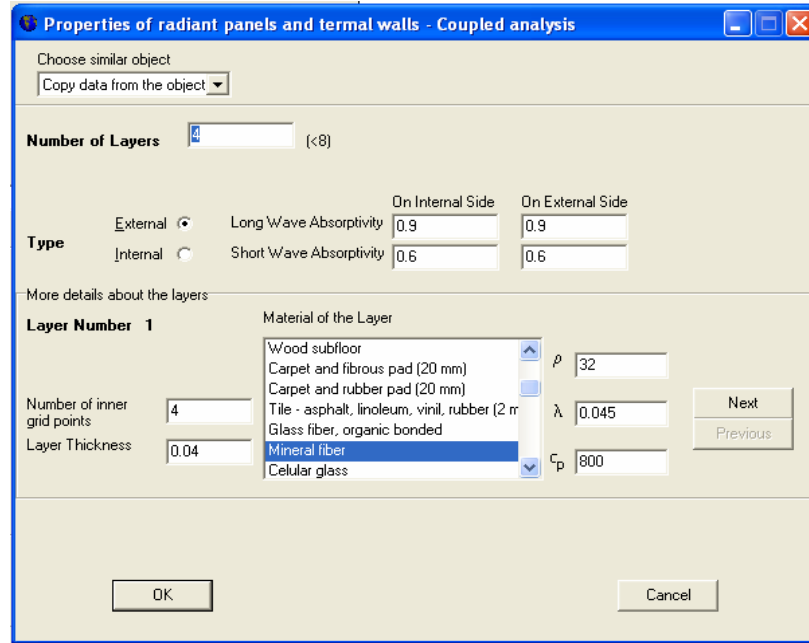 Properties of radiant panels and termal walls - Coupled analysis
Choose similar object
Copy data from the object
Number of Layers 4 (<8)
On Internal Side On External Side
Type External Long Wave Absorptivity 0.9 0.9
Internal Short Wave Absorptivity 0.6 0.6
More details about the layers
Layer Number 1
Material of the Layer
Wood subfloor
Carpet and fibrous pad (20 mm)
Carpet and rubber pad (20 mm)
Tile - asphalt, linoleum, vinil, rubber (2 m
Glass fiber, organic bonded
Mineral fiber
Celular glass
Number of inner
grid points 4
Layer Thickness 0.04
ρ 32
λ 0.045
cp 800
Next
Previous
OK
Cancel